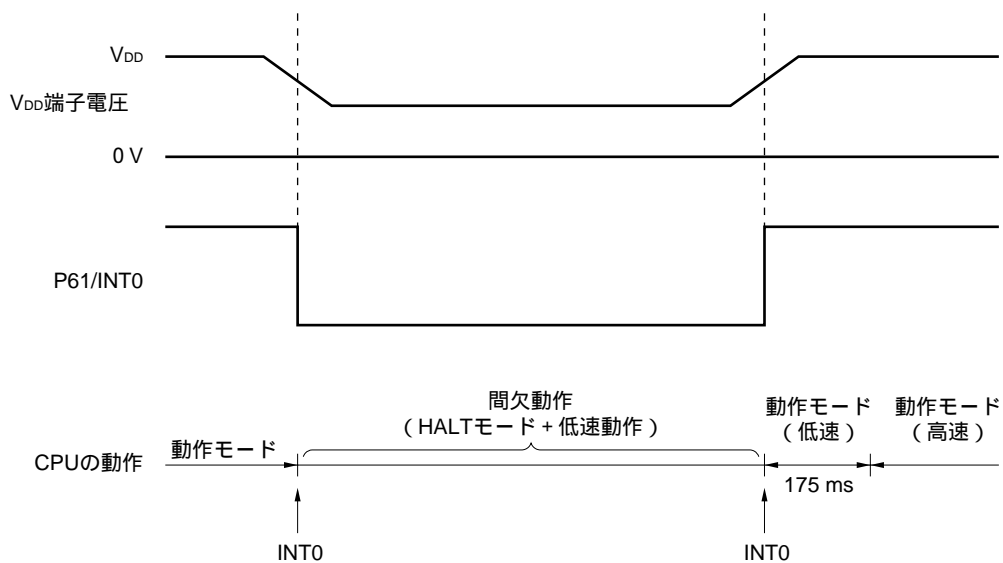 VDD
VDD端子電圧
0 V
P61/INT0
間欠動作
(HALTモード+低速動作)
動作モード
(低速)
動作モード
(高速)
CPUの動作
動作モード
175 ms
INT0
INT0